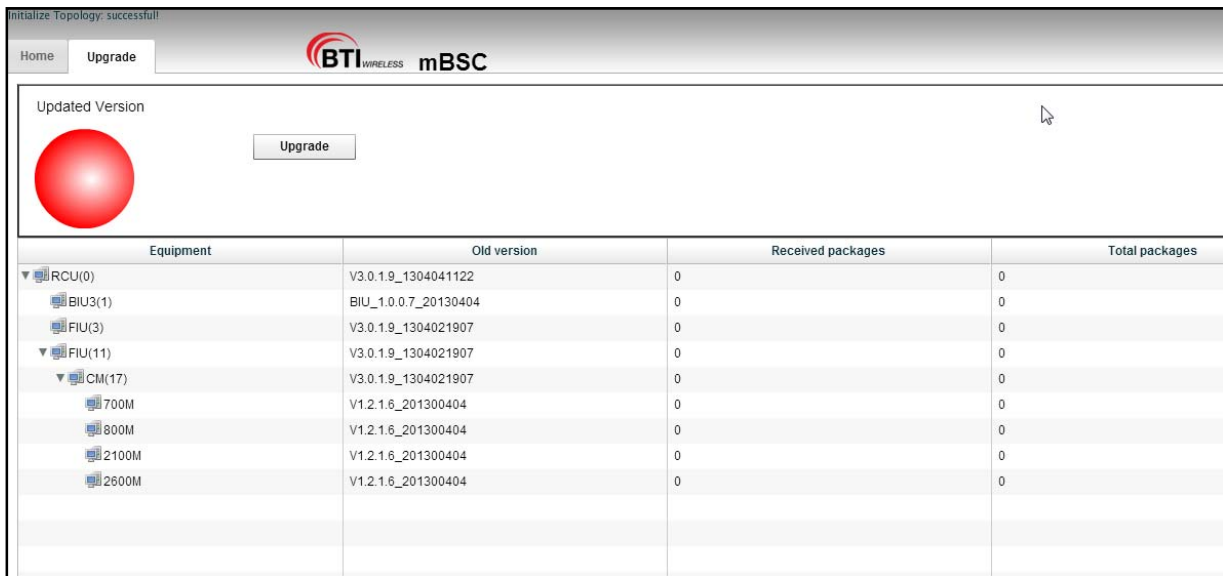 Initialize Topology: successful!
Home Upgrade BTI WIRELESS mBSC
Updated Version
Upgrade
Equipment Old version Received packages Total packages
RCU(0) V3.0.1.9_1304041122 0 0
BIU3(1) BIU_1.0.0.7_20130404 0 0
FIU(3) V3.0.1.9_1304021907 0 0
FIU(11) V3.0.1.9_1304021907 0 0
CM(17) V3.0.1.9_1304021907 0 0
700M V1.2.1.6_201300404 0 0
800M V1.2.1.6_201300404 0 0
2100M V1.2.1.6_201300404 0 0
2600M V1.2.1.6_201300404 0 0